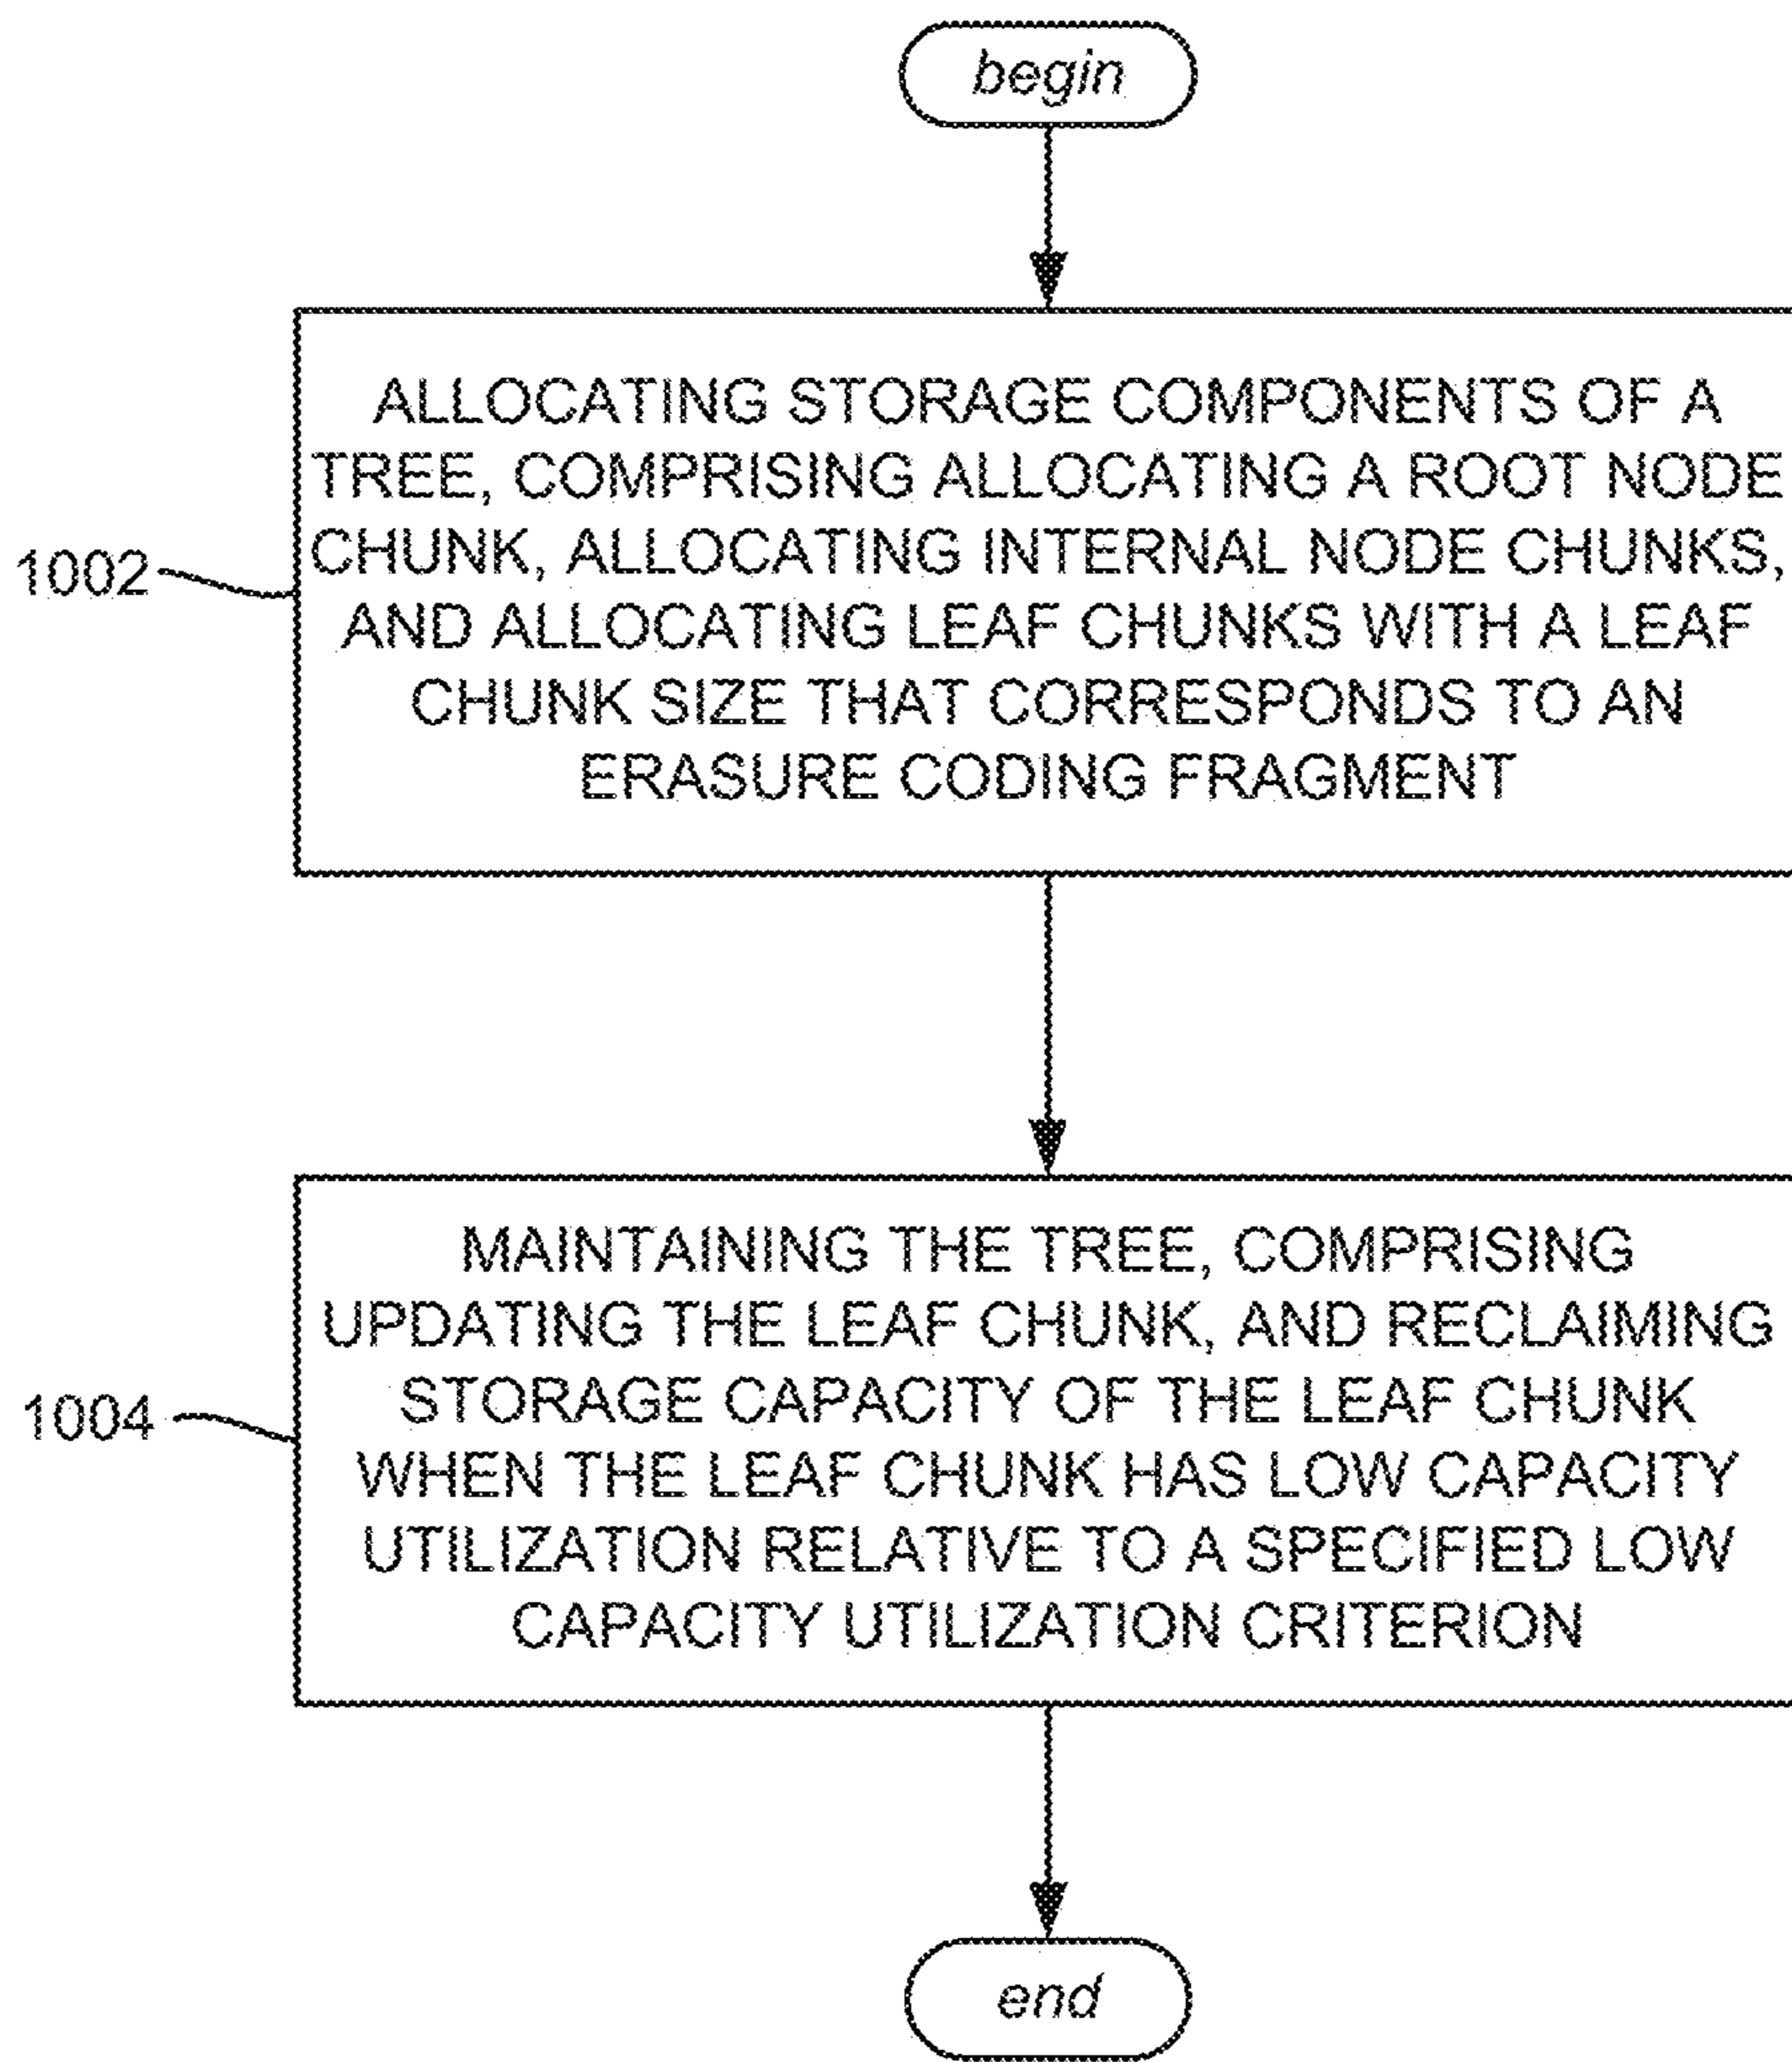 begin
ALLOCATING STORAGE COMPONENTS OF A
TREE, COMPRISING ALLOCATING A ROOT NODE
CHUNK, ALLOCATING INTERNAL NODE CHUNKS,
AND ALLOCATING LEAF CHUNKS WITH A LEAF
CHUNK SIZE THAT CORRESPONDS TO AN
ERASURE CODING FRAGMENT
1002
MAINTAINING THE TREE, COMPRISING
UPDATING THE LEAF CHUNK, AND RECLAIMING
STORAGE CAPACITY OF THE LEAF CHUNK
WHEN THE LEAF CHUNK HAS LOW CAPACITY
UTILIZATION RELATIVE TO A SPECIFIED LOW
CAPACITY UTILIZATION CRITERION
1004
end